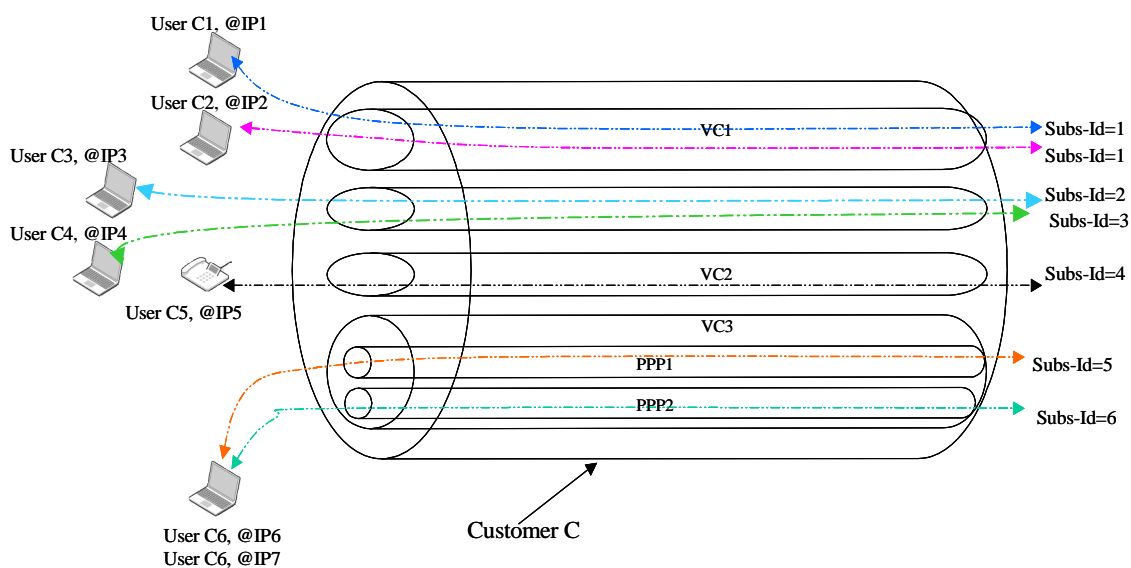 User C1, @IP1
User C2, @IP2
VC1
Subs-Id=1
Subs-Id=1
User C3, @IP3
Subs-Id=2
Subs-Id=3
User C4, @IP4
VC2
Subs-Id=4
User C5, @IP5
VC3
PPP1
Subs-Id=5
PPP2
Subs-Id=6
Customer C
User C6, @IP6
User C6, @IP7